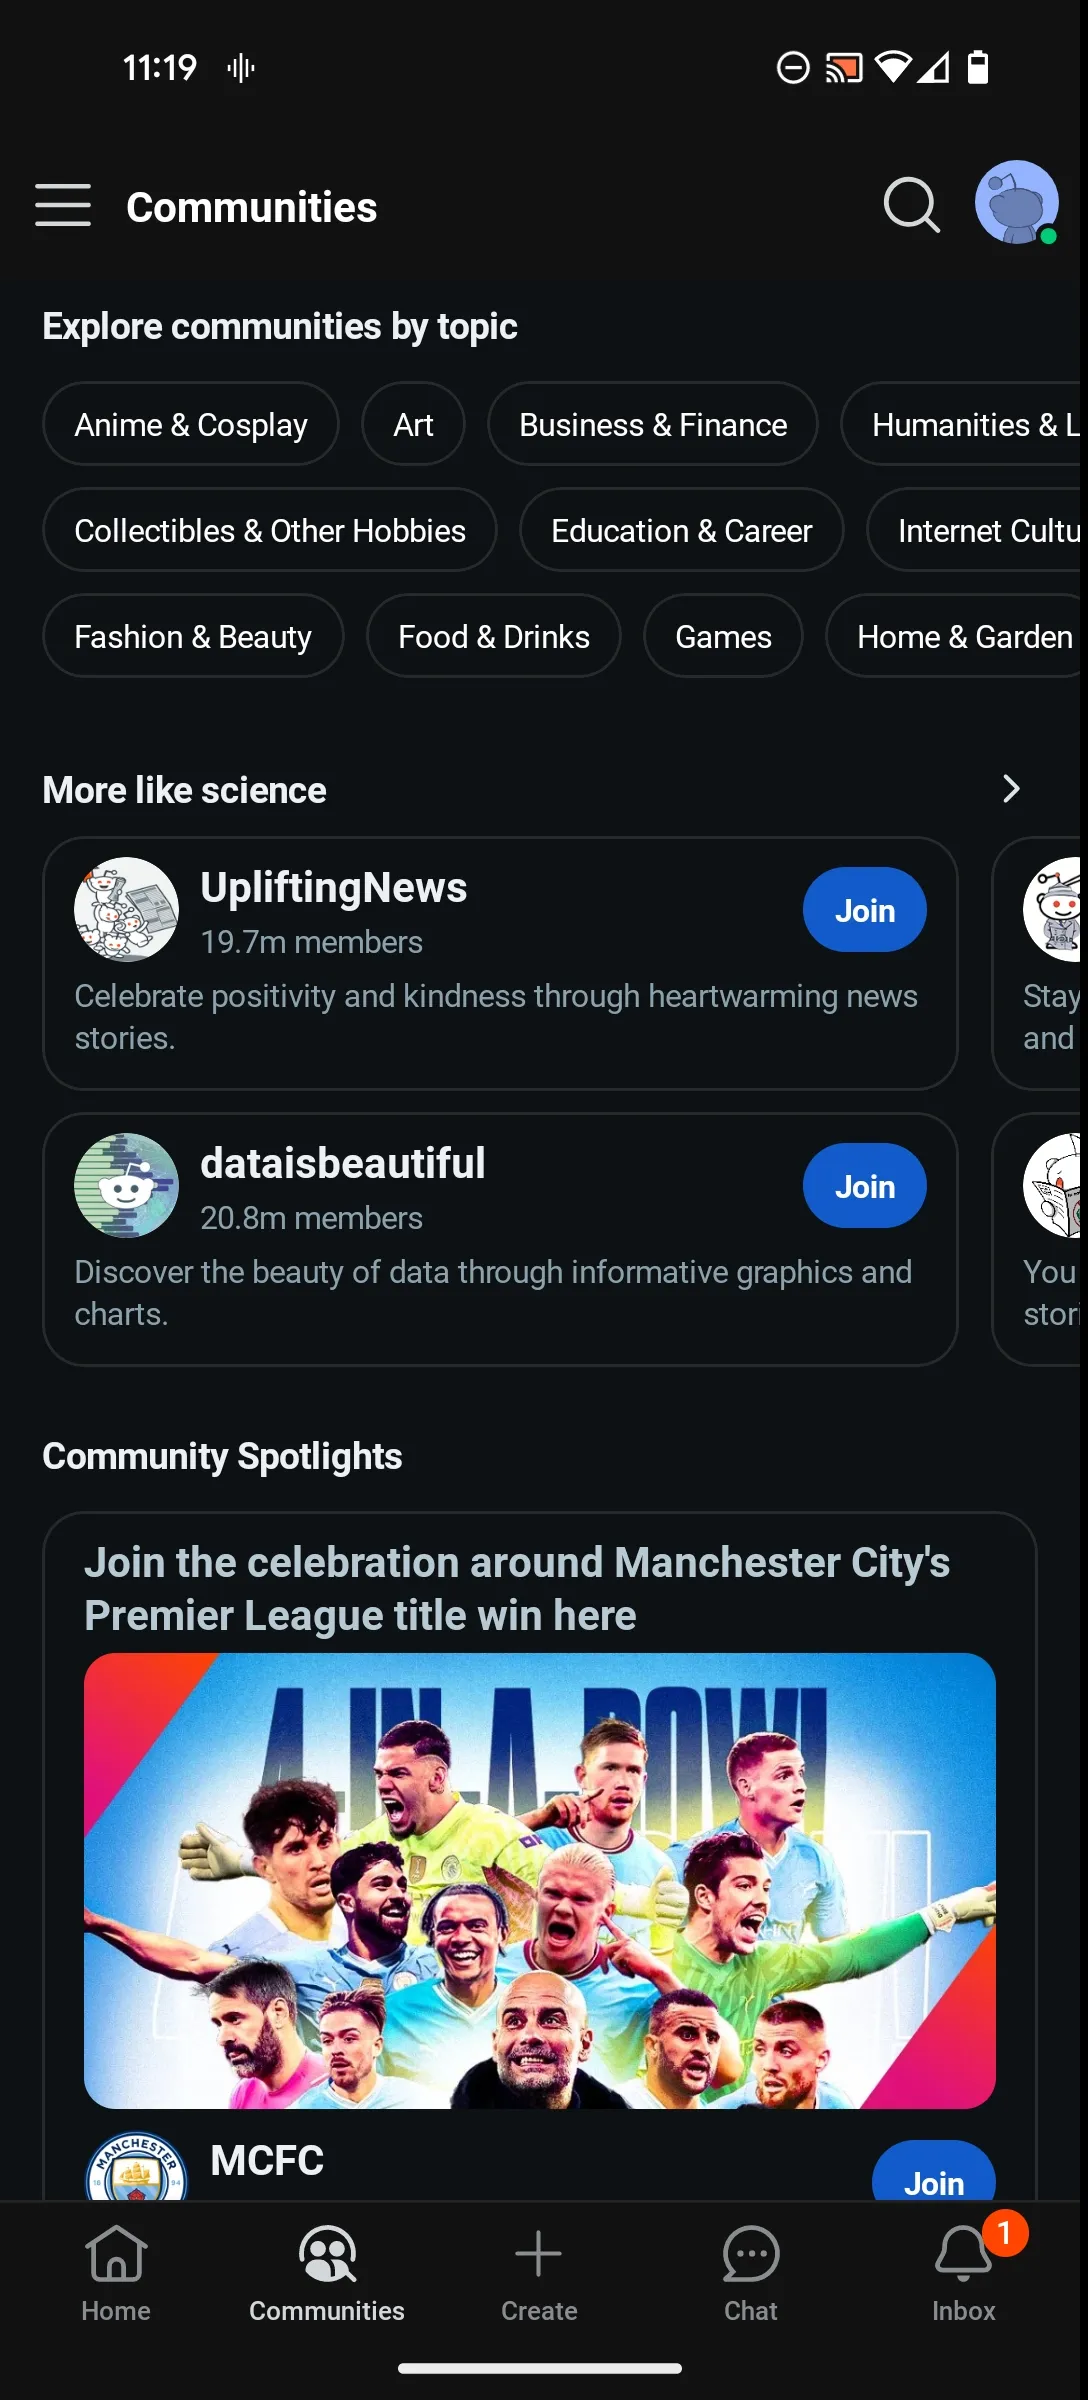 11:19
Communities
Explore communities by topic
Anime & Cosplay
Art
Business & Finance
Humanities & L
Collectibles & Other Hobbies
Education & Career
Internet Cultu
Fashion & Beauty
Food & Drinks
Games
Home & Garden
More like science
UpliftingNews
19.7m members
Join
Celebrate positivity and kindness through heartwarming news
stories.
Stay
and
dataisbeautiful
20.8m members
Join
Discover the beauty of data through informative graphics and
charts.
You
stori
Community Spotlights
Join the celebration around Manchester City's
Premier League title win here
4-IN-A-ROW!
MANCHESTER
18 94
MCFC
Join
Home
Communities
Create
Chat
Inbox
1